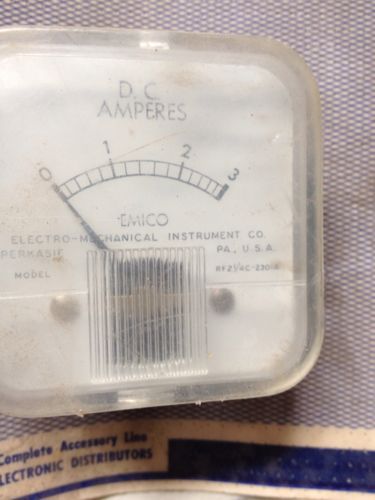 D.C.
AMPERES
0 1 2 3
EMICO
ELECTRO-MECHANICAL INSTRUMENT CO.
PERKASIE PA., U.S.A.
MODEL
Complete Accessory Line
ELECTRONIC DISTRIBUTORS